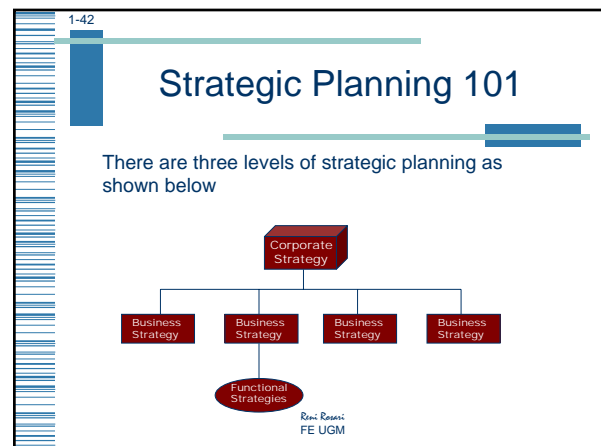 1-42
Strategic Planning 101
There are three levels of strategic planning as
shown below
Corporate
Strategy
Business
Strategy
Business
Strategy
Business
Strategy
Business
Strategy
Functional
Strategies
Reni Rosari
FE UGM